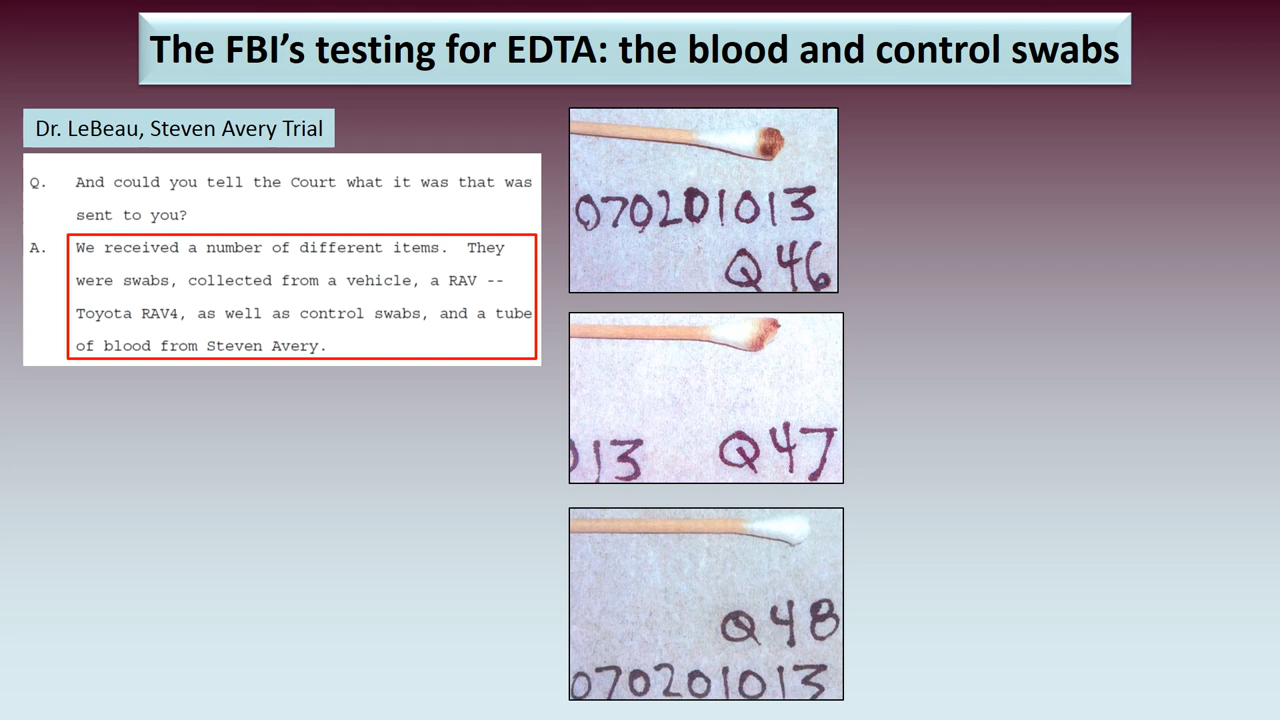 The FBI’s testing for EDTA: the blood and control swabs
Dr. LeBeau, Steven Avery Trial
Q. And could you tell the Court what it was that was
sent to you?
A. We received a number of different items. They
were swabs, collected from a vehicle, a RAV --
Toyota RAV4, as well as control swabs, and a tube
of blood from Steven Avery.
070201013
Q46
13 Q47
Q48
070201013